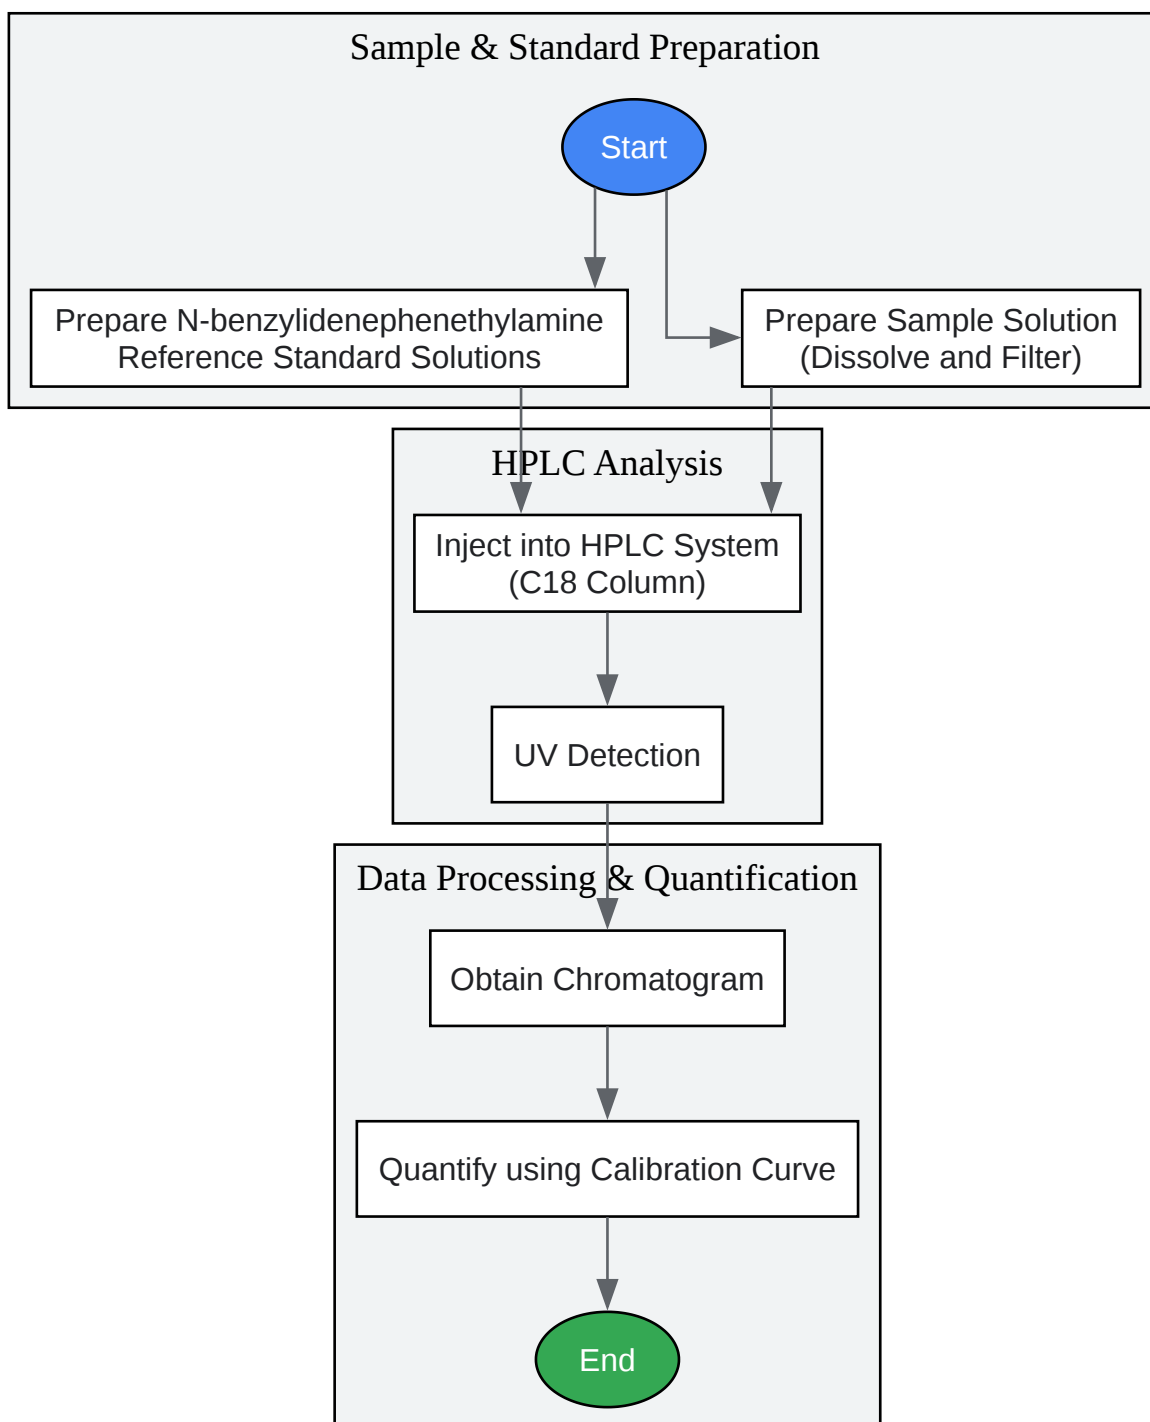 Sample & Standard Preparation
Start
Prepare N-benzylidenephenethylamine
Reference Standard Solutions
Prepare Sample Solution
(Dissolve and Filter)
HPLC Analysis
Inject into HPLC System
(C18 Column)
UV Detection
Data Processing & Quantification
Obtain Chromatogram
Quantify using Calibration Curve
End